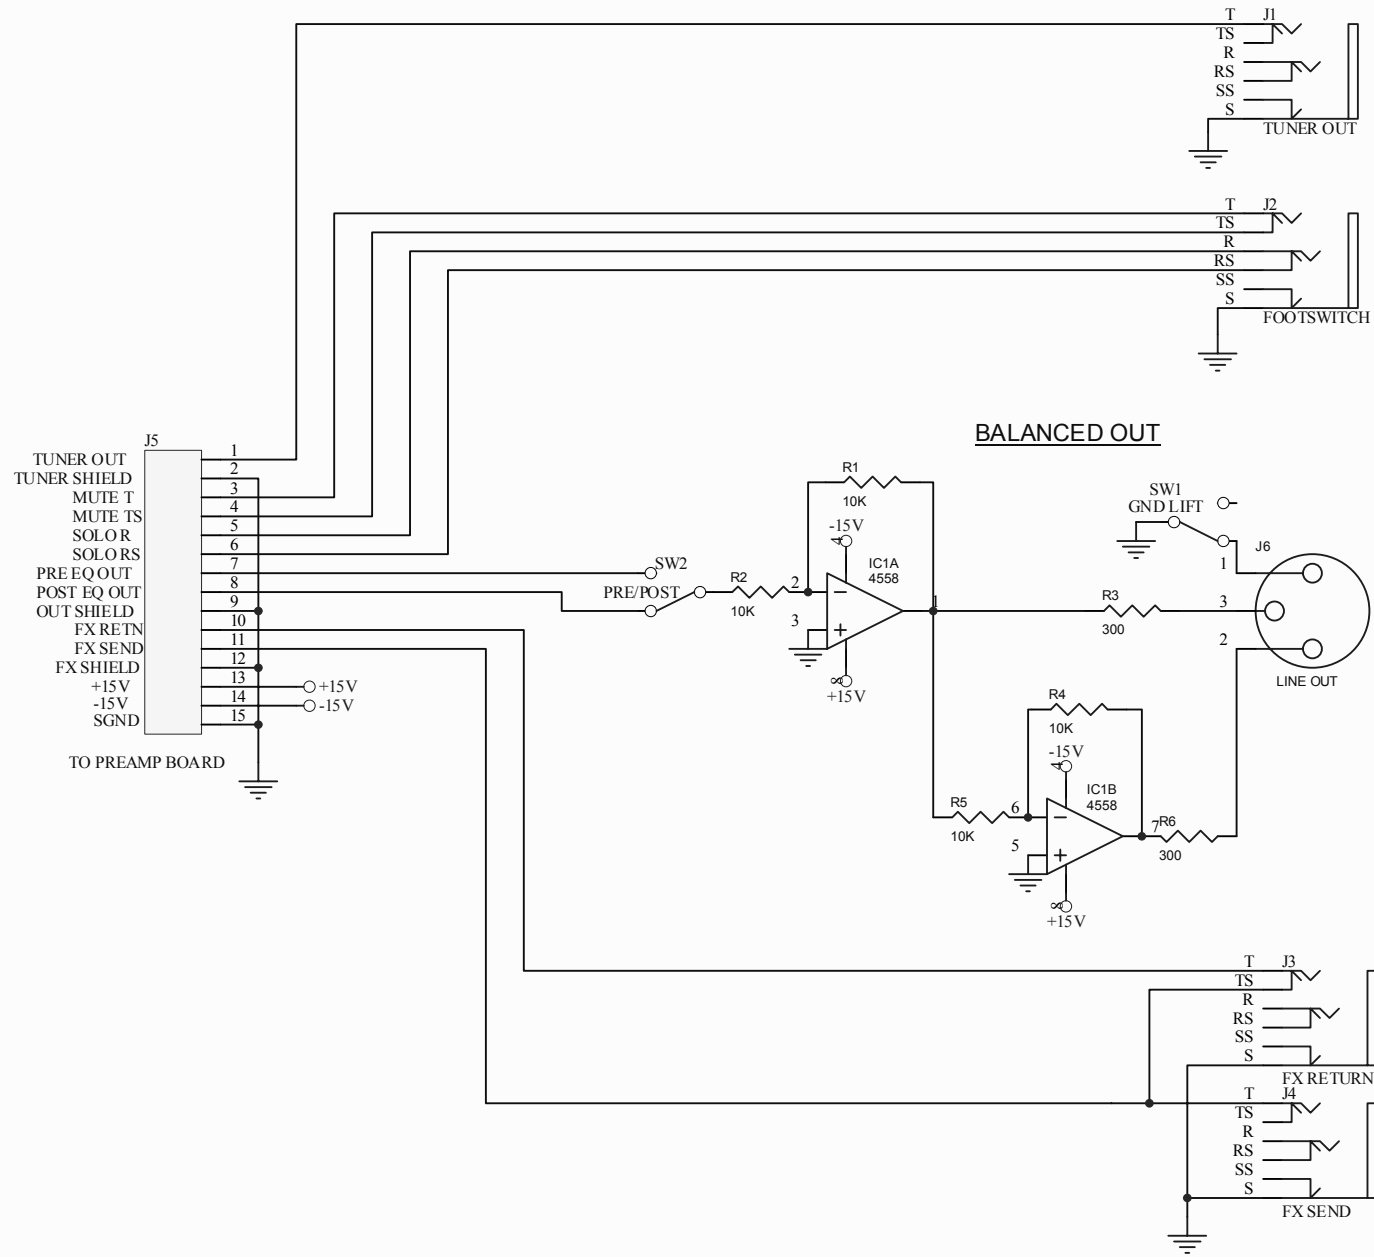 T J1
TS
R
RS
SS
S
TUNER OUT
T J2
TS
R
RS
SS
S
FOOTSWITCH
BALANCED OUT
J5
TUNER OUT 1
TUNER SHIELD 2
MUTE T 3
MUTE TS 4
SOLO R 5
SOLO RS 6
PRE EQ OUT 7
POST EQ OUT 8
OUT SHIELD 9
FX RETN 10
FX SEND 11
FX SHIELD 12
+15V 13 +15V
-15V 14 -15V
SGND 15
TO PREAMP BOARD
SW2
PRE/POST
R2
10K
R1
10K
-15V
4
IC1A
4558
2
3
1
8
+15V
SW1
GND LIFT
J6
1
3
2
R3
300
LINE OUT
R4
10K
-15V
4
IC1B
4558
R5
10K
6
5
7
R6
300
8
+15V
T J3
TS
R
RS
SS
S
FX RETURN
T J4
TS
R
RS
SS
S
FX SEND